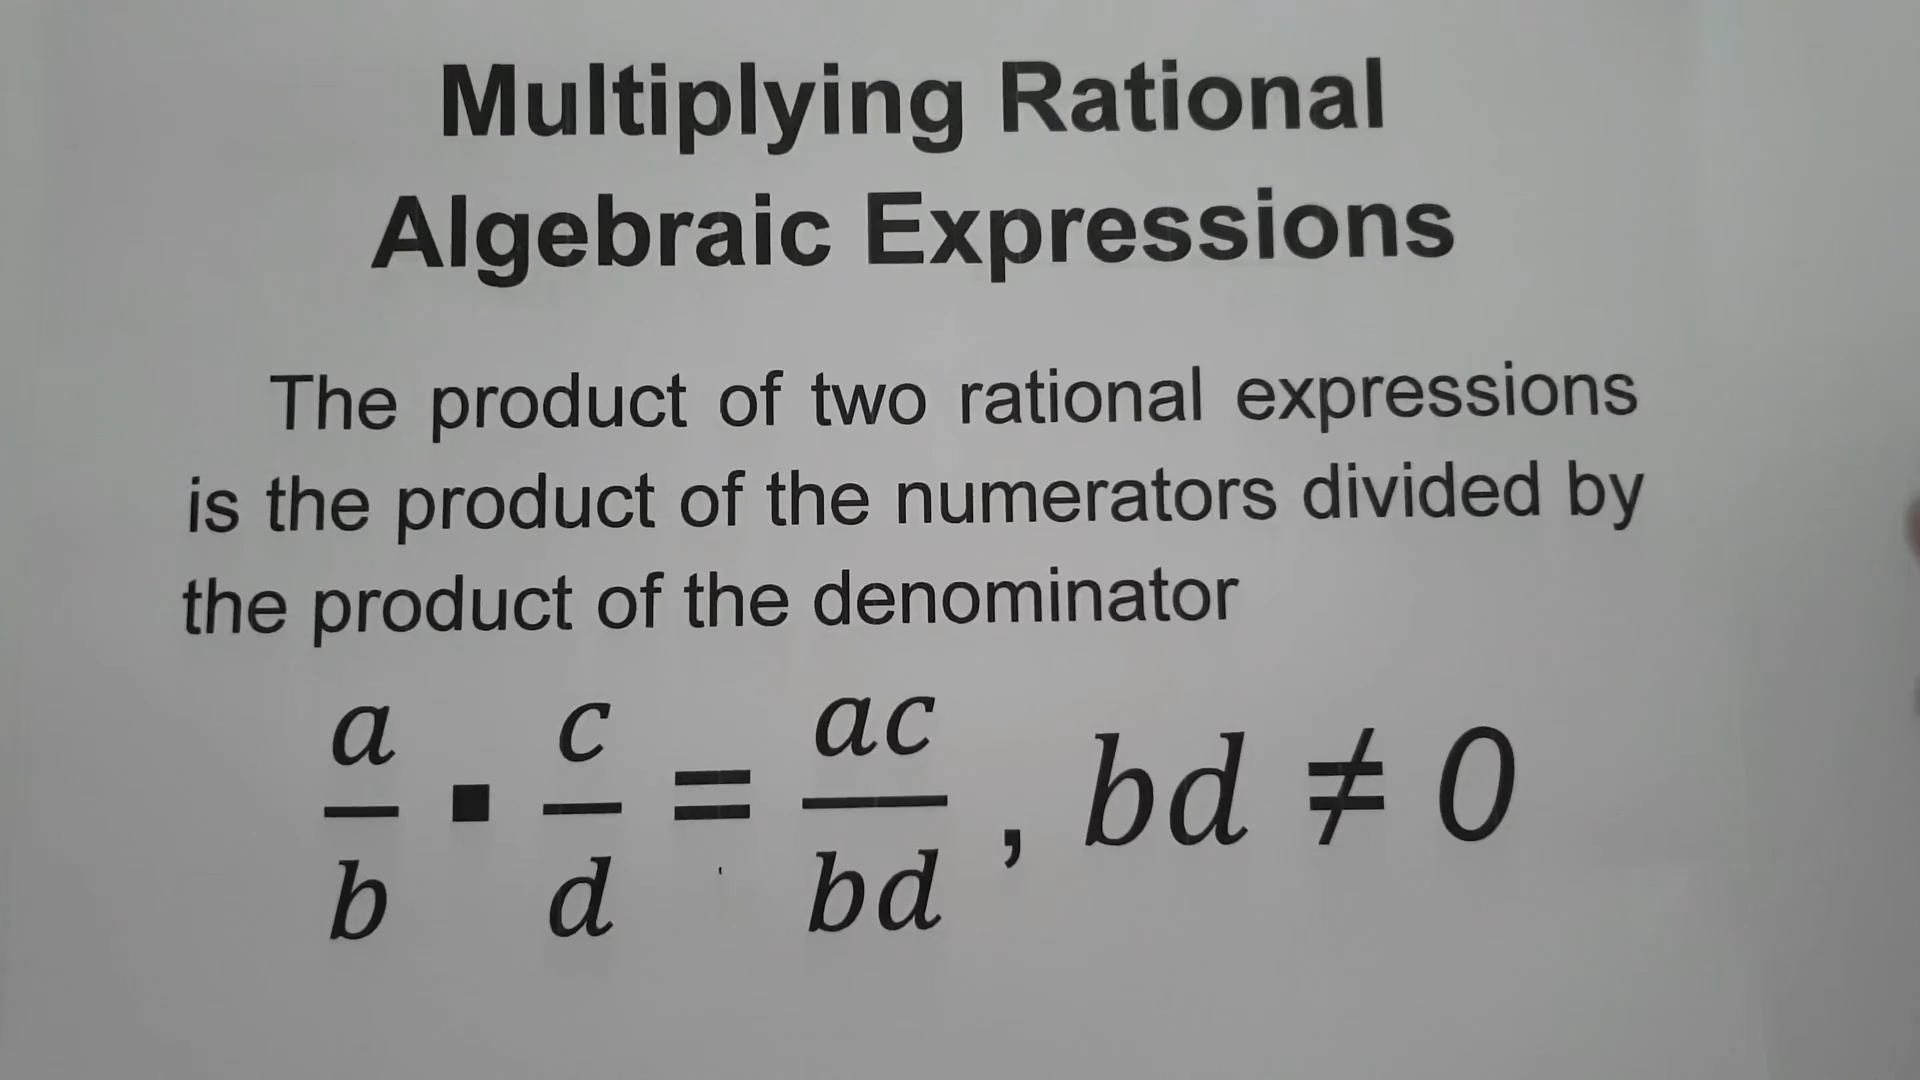 Multiplying Rational
Algebraic Expressions
The product of two rational expressions
is the product of the numerators divided by
the product of the denominator
a/b ▪ c/d = ac/bd , bd ≠ 0